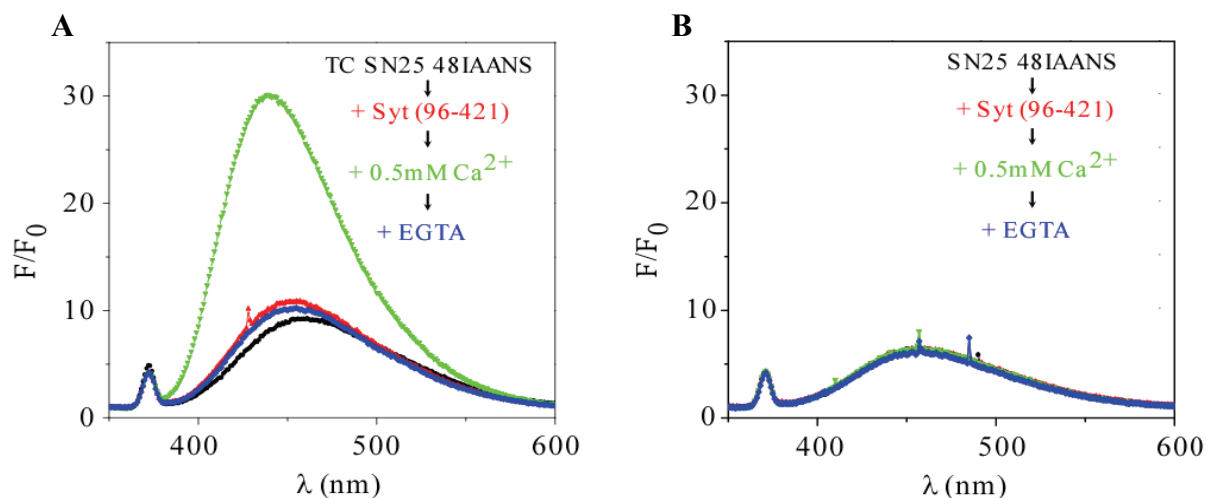 A
TC SN25 48IAANS
+ Syt (96-421)
+ 0.5mM Ca²⁺
+ EGTA
F/F₀
30
20
10
0
400
500
600
λ (nm)
B
SN25 48IAANS
+ Syt (96-421)
+ 0.5mM Ca²⁺
+ EGTA
F/F₀
30
20
10
0
400
500
600
λ (nm)